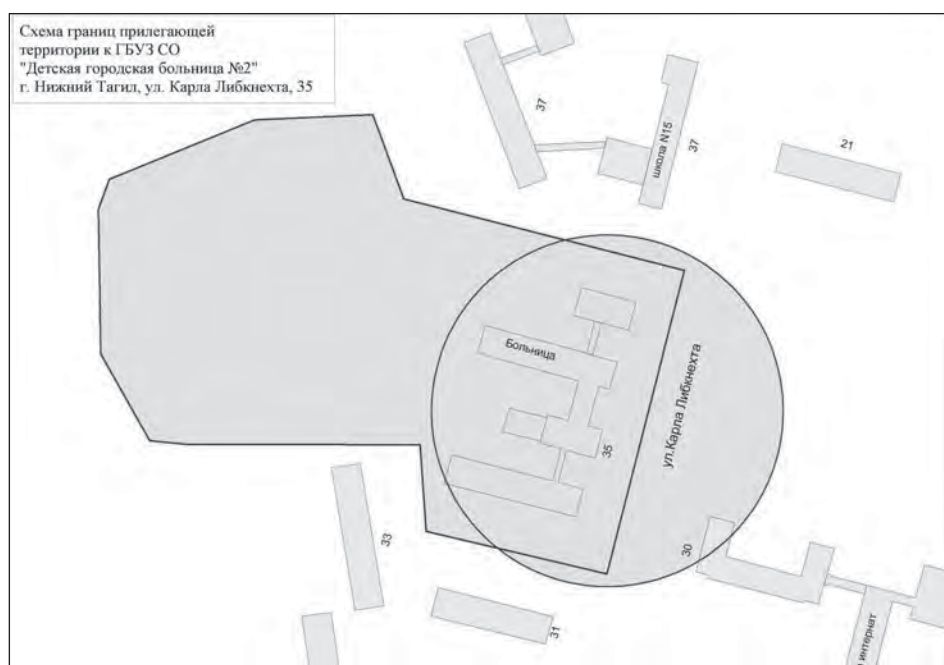 Схема границ прилегающей
территории к ГБУЗ СО
"Детская городская больница №2"
г. Нижний Тагил, ул. Карла Либкнехта, 35
37
школа N15
37
21
Больница
ул.Карла Либкнехта
35
33
30
31
интернат